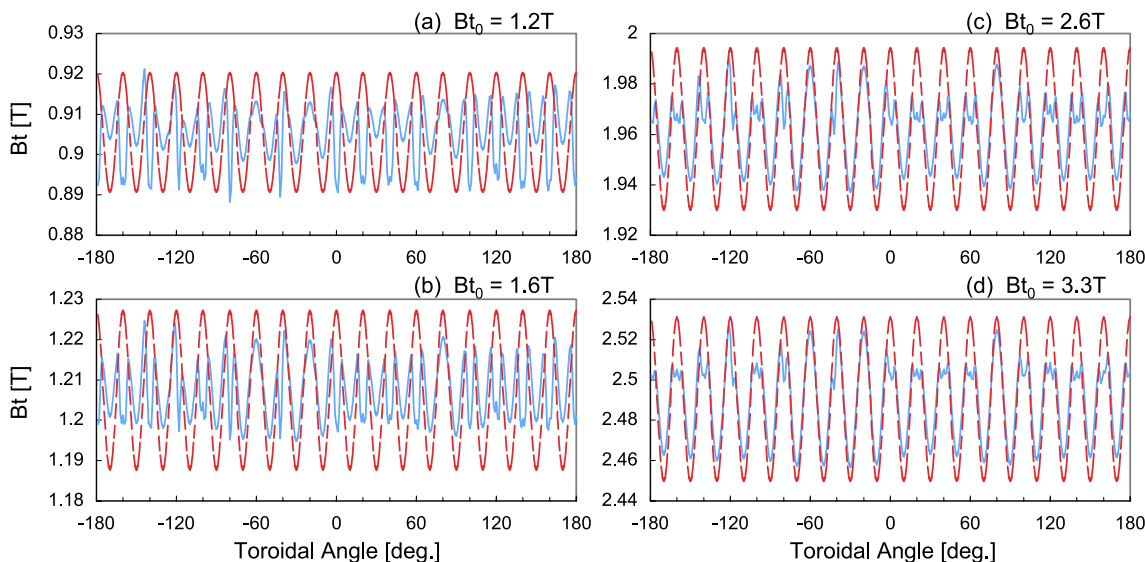 (a) Bt₀ = 1.2T
Bt [T]
0.93
0.92
0.91
0.9
0.89
0.88
-180 -120 -60 0 60 120 180
(b) Bt₀ = 1.6T
Bt [T]
1.23
1.22
1.21
1.2
1.19
1.18
-180 -120 -60 0 60 120 180
Toroidal Angle [deg.]
(c) Bt₀ = 2.6T
2
1.98
1.96
1.94
1.92
-180 -120 -60 0 60 120 180
(d) Bt₀ = 3.3T
2.54
2.52
2.5
2.48
2.46
2.44
-180 -120 -60 0 60 120 180
Toroidal Angle [deg.]